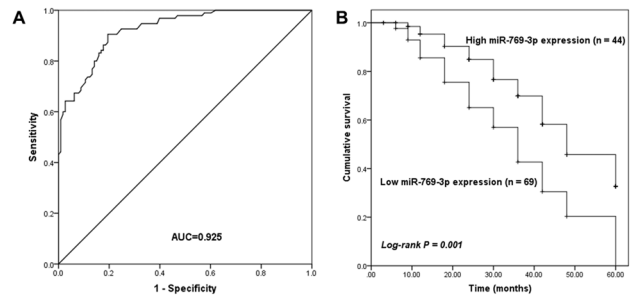 A
1.0
0.8
0.6
0.4
0.2
0.0
Sensitivity
AUC=0.925
0.0 0.2 0.4 0.6 0.8 1.0
1 - Specificity
B
1.0
0.8
0.6
0.4
0.2
0.0
Cumulative survival
High miR-769-3p expression (n = 44)
Low miR-769-3p expression (n = 69)
Log-rank P = 0.001
.00 10.00 20.00 30.00 40.00 50.00 60.00
Time (months)